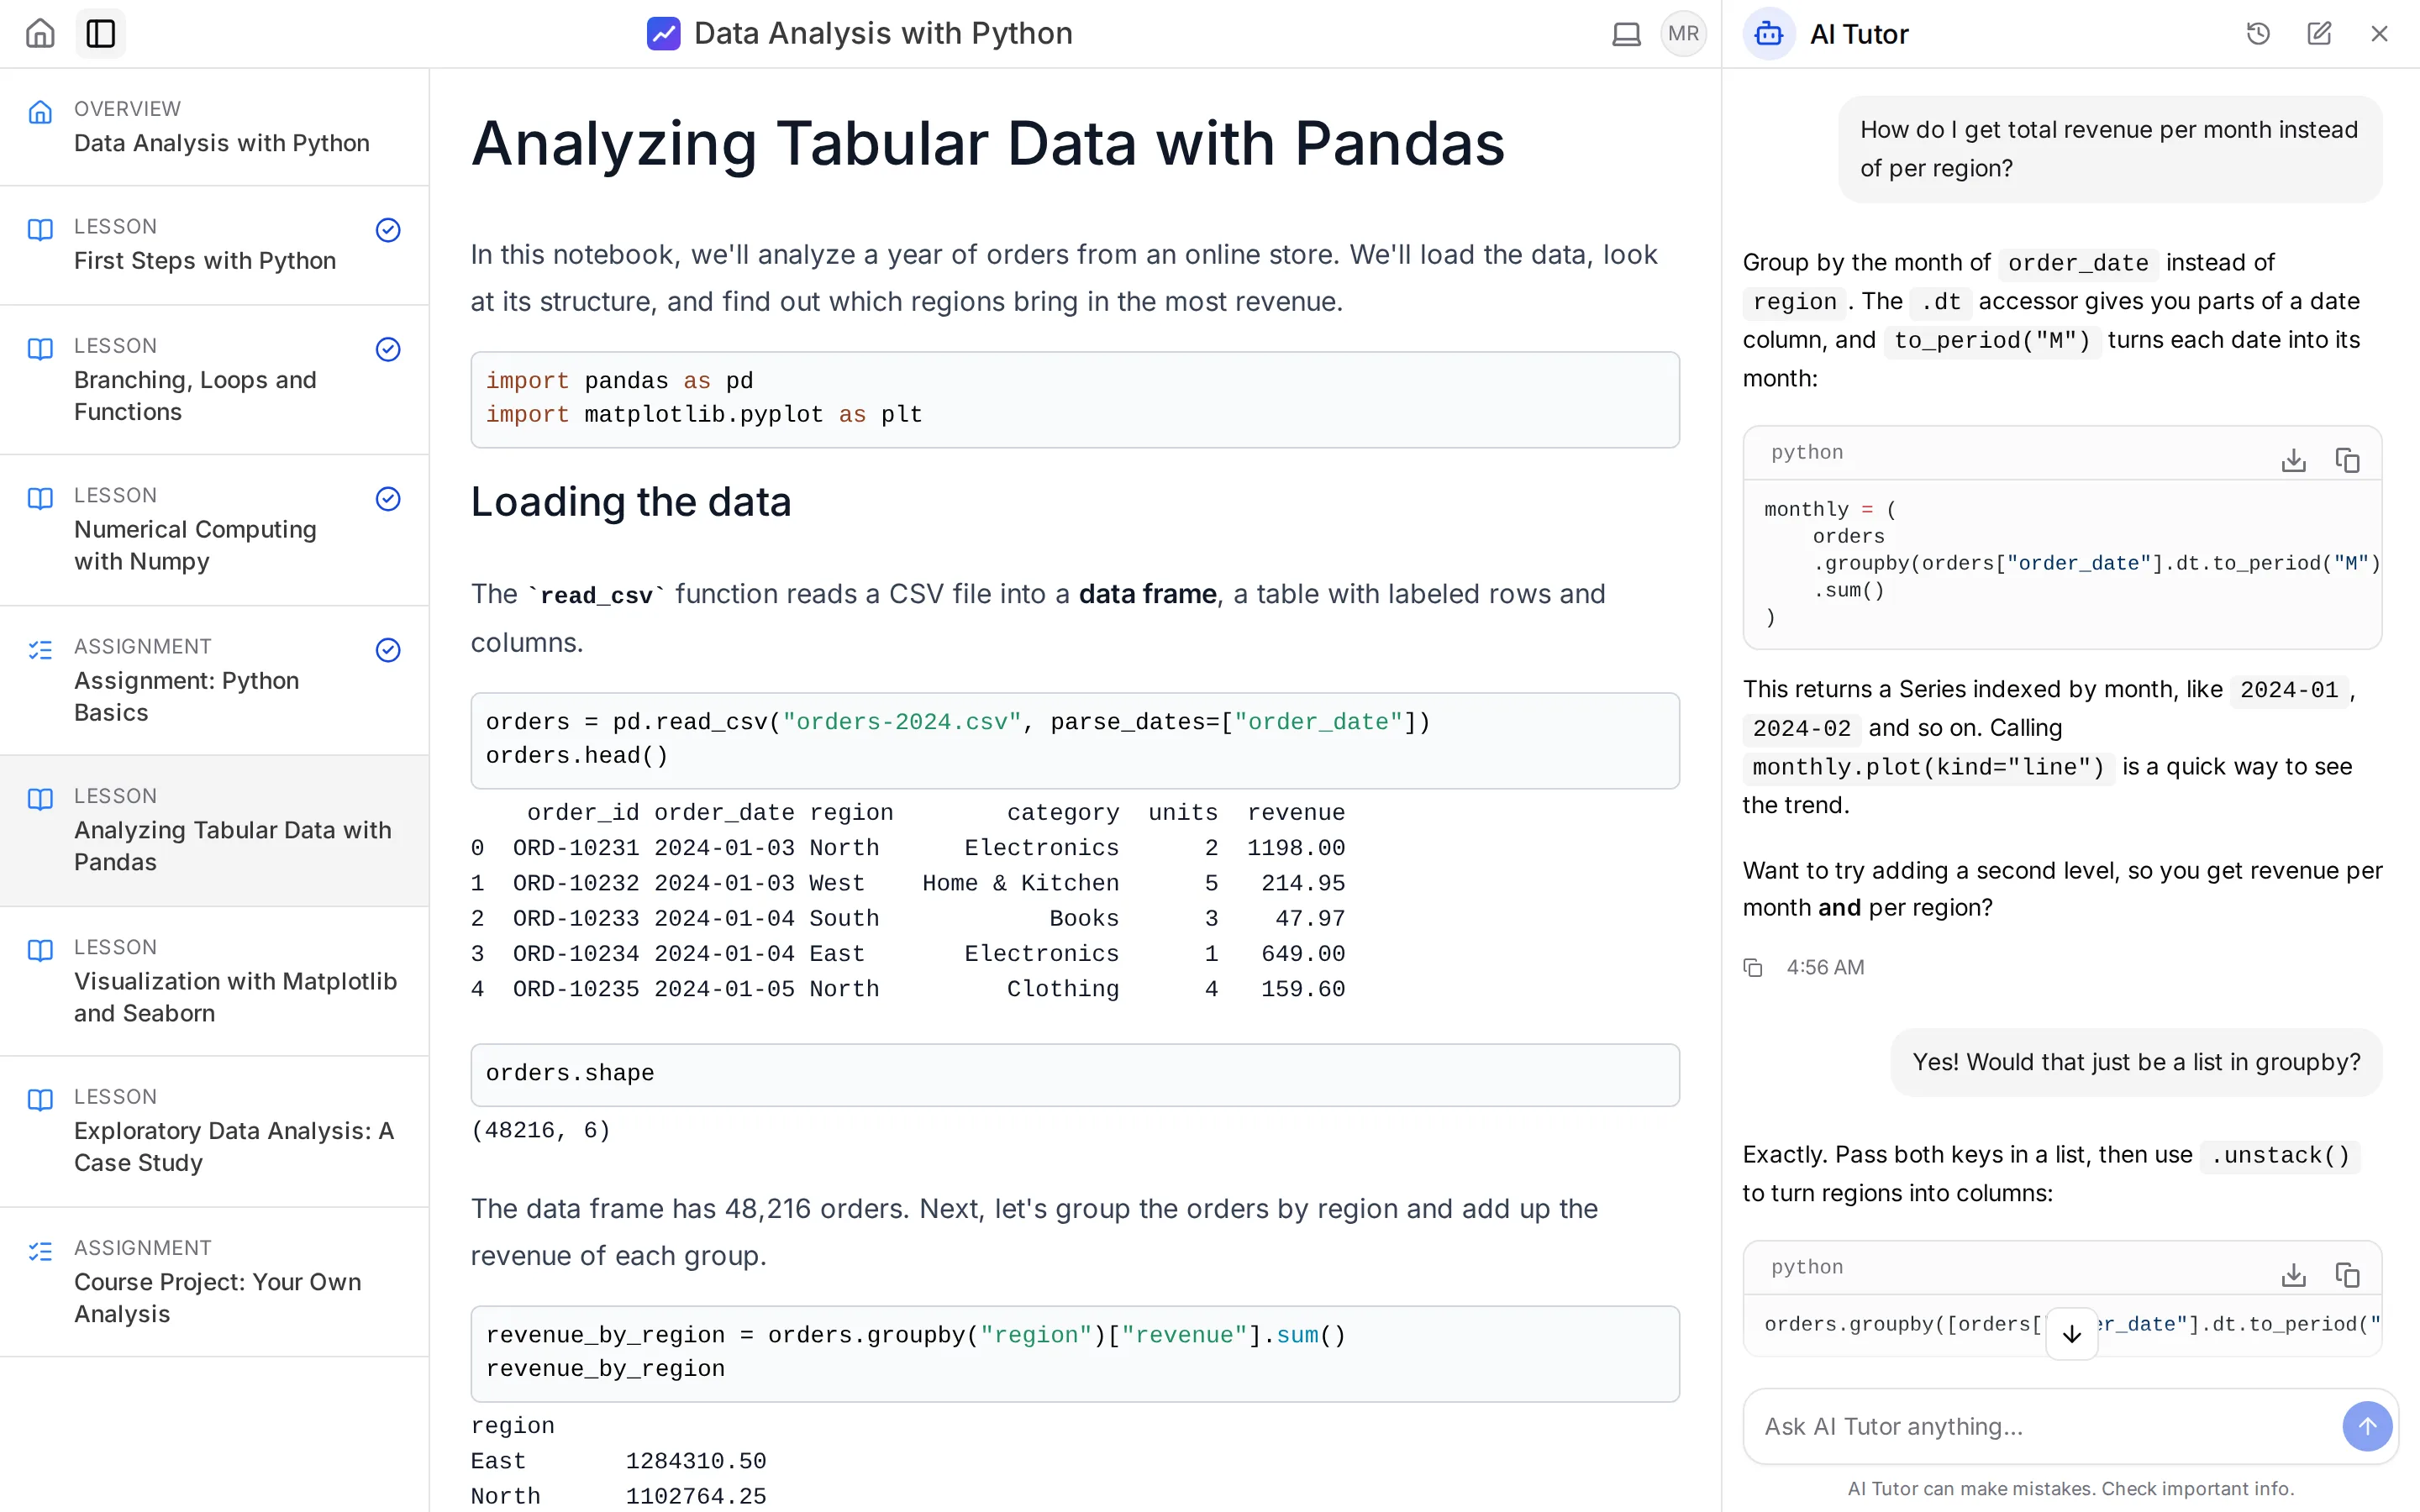 Data Analysis with Python
MR
OVERVIEW
Data Analysis with Python
LESSON
First Steps with Python
LESSON
Branching, Loops and
Functions
LESSON
Numerical Computing
with Numpy
ASSIGNMENT
Assignment: Python
Basics
LESSON
Analyzing Tabular Data with
Pandas
LESSON
Visualization with Matplotlib
and Seaborn
LESSON
Exploratory Data Analysis: A
Case Study
ASSIGNMENT
Course Project: Your Own
Analysis
Analyzing Tabular Data with Pandas
In this notebook, we'll analyze a year of orders from an online store. We'll load the data, look
at its structure, and find out which regions bring in the most revenue.
import pandas as pd
import matplotlib.pyplot as plt
Loading the data
The `read_csv` function reads a CSV file into a data frame, a table with labeled rows and
columns.
orders = pd.read_csv("orders-2024.csv", parse_dates=["order_date"])
orders.head()
order_id order_date region category units revenue
0 ORD-10231 2024-01-03 North Electronics 2 1198.00
1 ORD-10232 2024-01-03 West Home & Kitchen 5 214.95
2 ORD-10233 2024-01-04 South Books 3 47.97
3 ORD-10234 2024-01-04 East Electronics 1 649.00
4 ORD-10235 2024-01-05 North Clothing 4 159.60
orders.shape
(48216, 6)
The data frame has 48,216 orders. Next, let's group the orders by region and add up the
revenue of each group.
revenue_by_region = orders.groupby("region")["revenue"].sum()
revenue_by_region
region
East 1284310.50
North 1102764.25
AI Tutor
How do I get total revenue per month instead
of per region?
Group by the month of order_date instead of
region. The .dt accessor gives you parts of a date
column, and to_period("M") turns each date into its
month:
python
monthly = (
    orders
    .groupby(orders["order_date"].dt.to_period("M")
    .sum()
)
This returns a Series indexed by month, like 2024-01,
2024-02 and so on. Calling
monthly.plot(kind="line") is a quick way to see
the trend.
Want to try adding a second level, so you get revenue per
month and per region?
4:56 AM
Yes! Would that just be a list in groupby?
Exactly. Pass both keys in a list, then use .unstack()
to turn regions into columns:
python
orders.groupby([orders[ er_date"].dt.to_period("
Ask AI Tutor anything...
AI Tutor can make mistakes. Check important info.